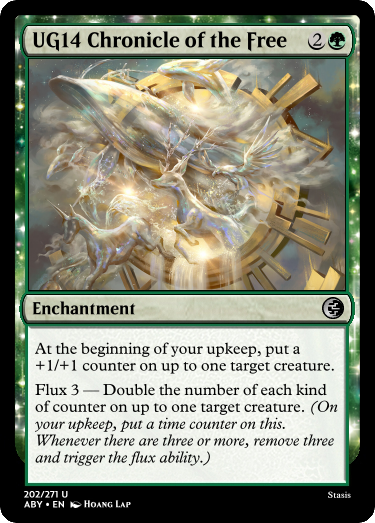 UG14 Chronicle of the Free 2
Enchantment
At the beginning of your upkeep, put a
+1/+1 counter on up to one target creature.
Flux 3 — Double the number of each kind
of counter on up to one target creature. (On
your upkeep, put a time counter on this.
Whenever there are three or more, remove three
and trigger the flux ability.)
202/271 U
ABY • EN Hoang Lap
Stasis